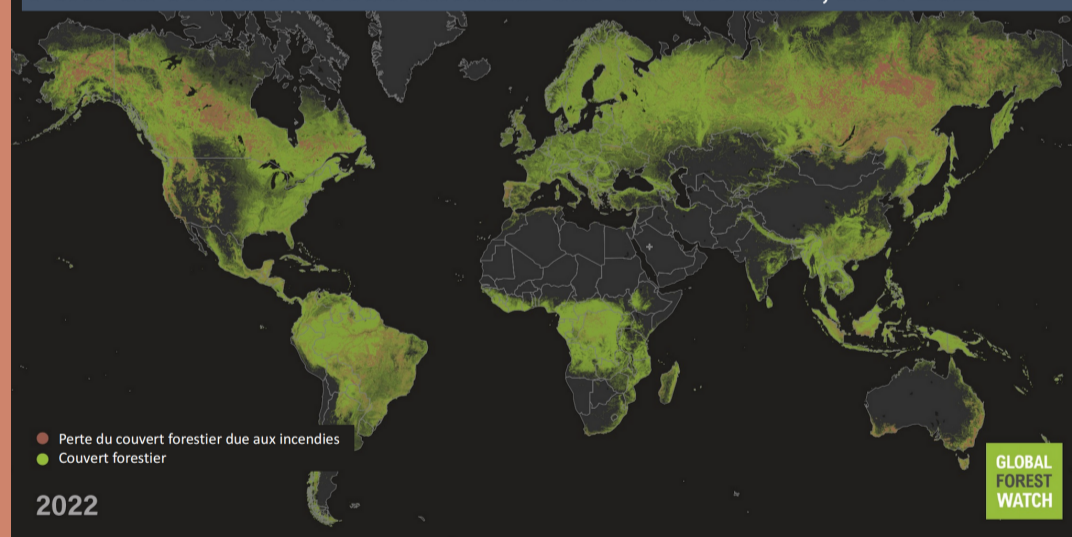 Perte du couvert forestier due aux incendies
Couvert forestier
2022
GLOBAL
FOREST
WATCH